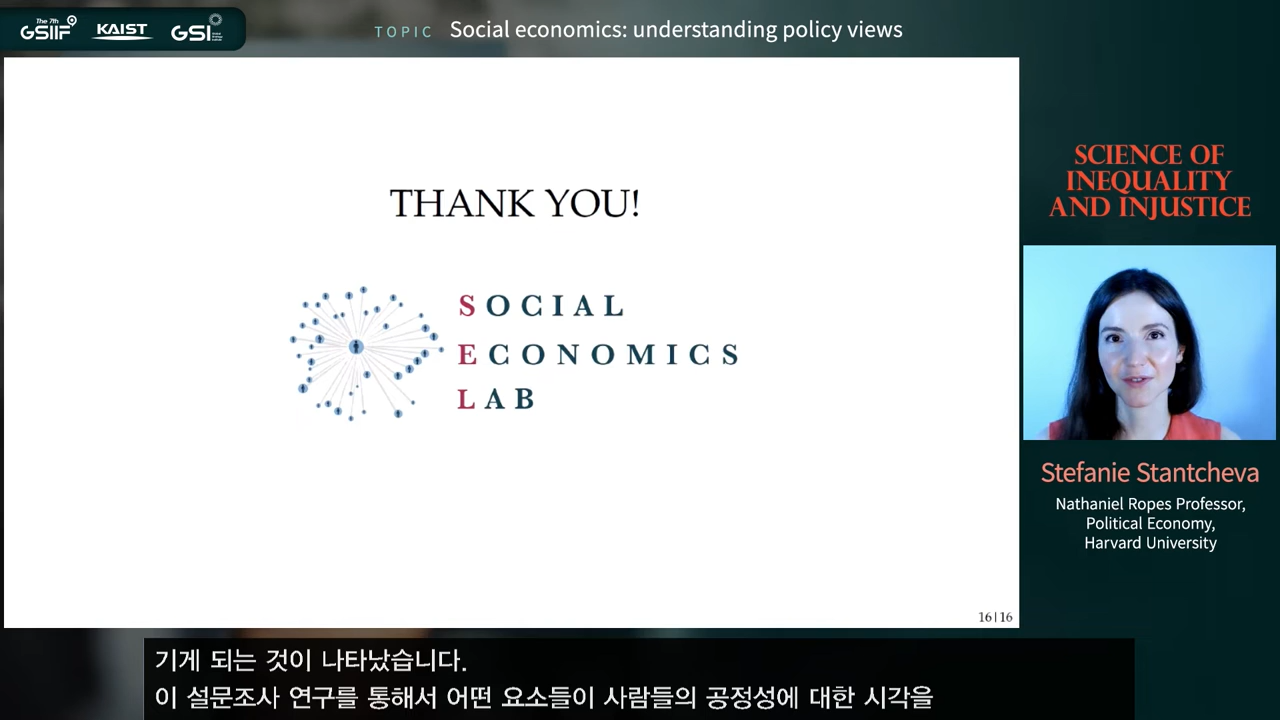 The 7th
GSIIF
KAIST
GSI
TOPIC Social economics: understanding policy views
THANK YOU!
SOCIAL
ECONOMICS
LAB
16|16
SCIENCE OF
INEQUALITY
AND INJUSTICE
Stefanie Stantcheva
Nathaniel Ropes Professor,
Political Economy,
Harvard University
기게 되는 것이 나타났습니다.
이 설문조사 연구를 통해서 어떤 요소들이 사람들의 공정성에 대한 시각을